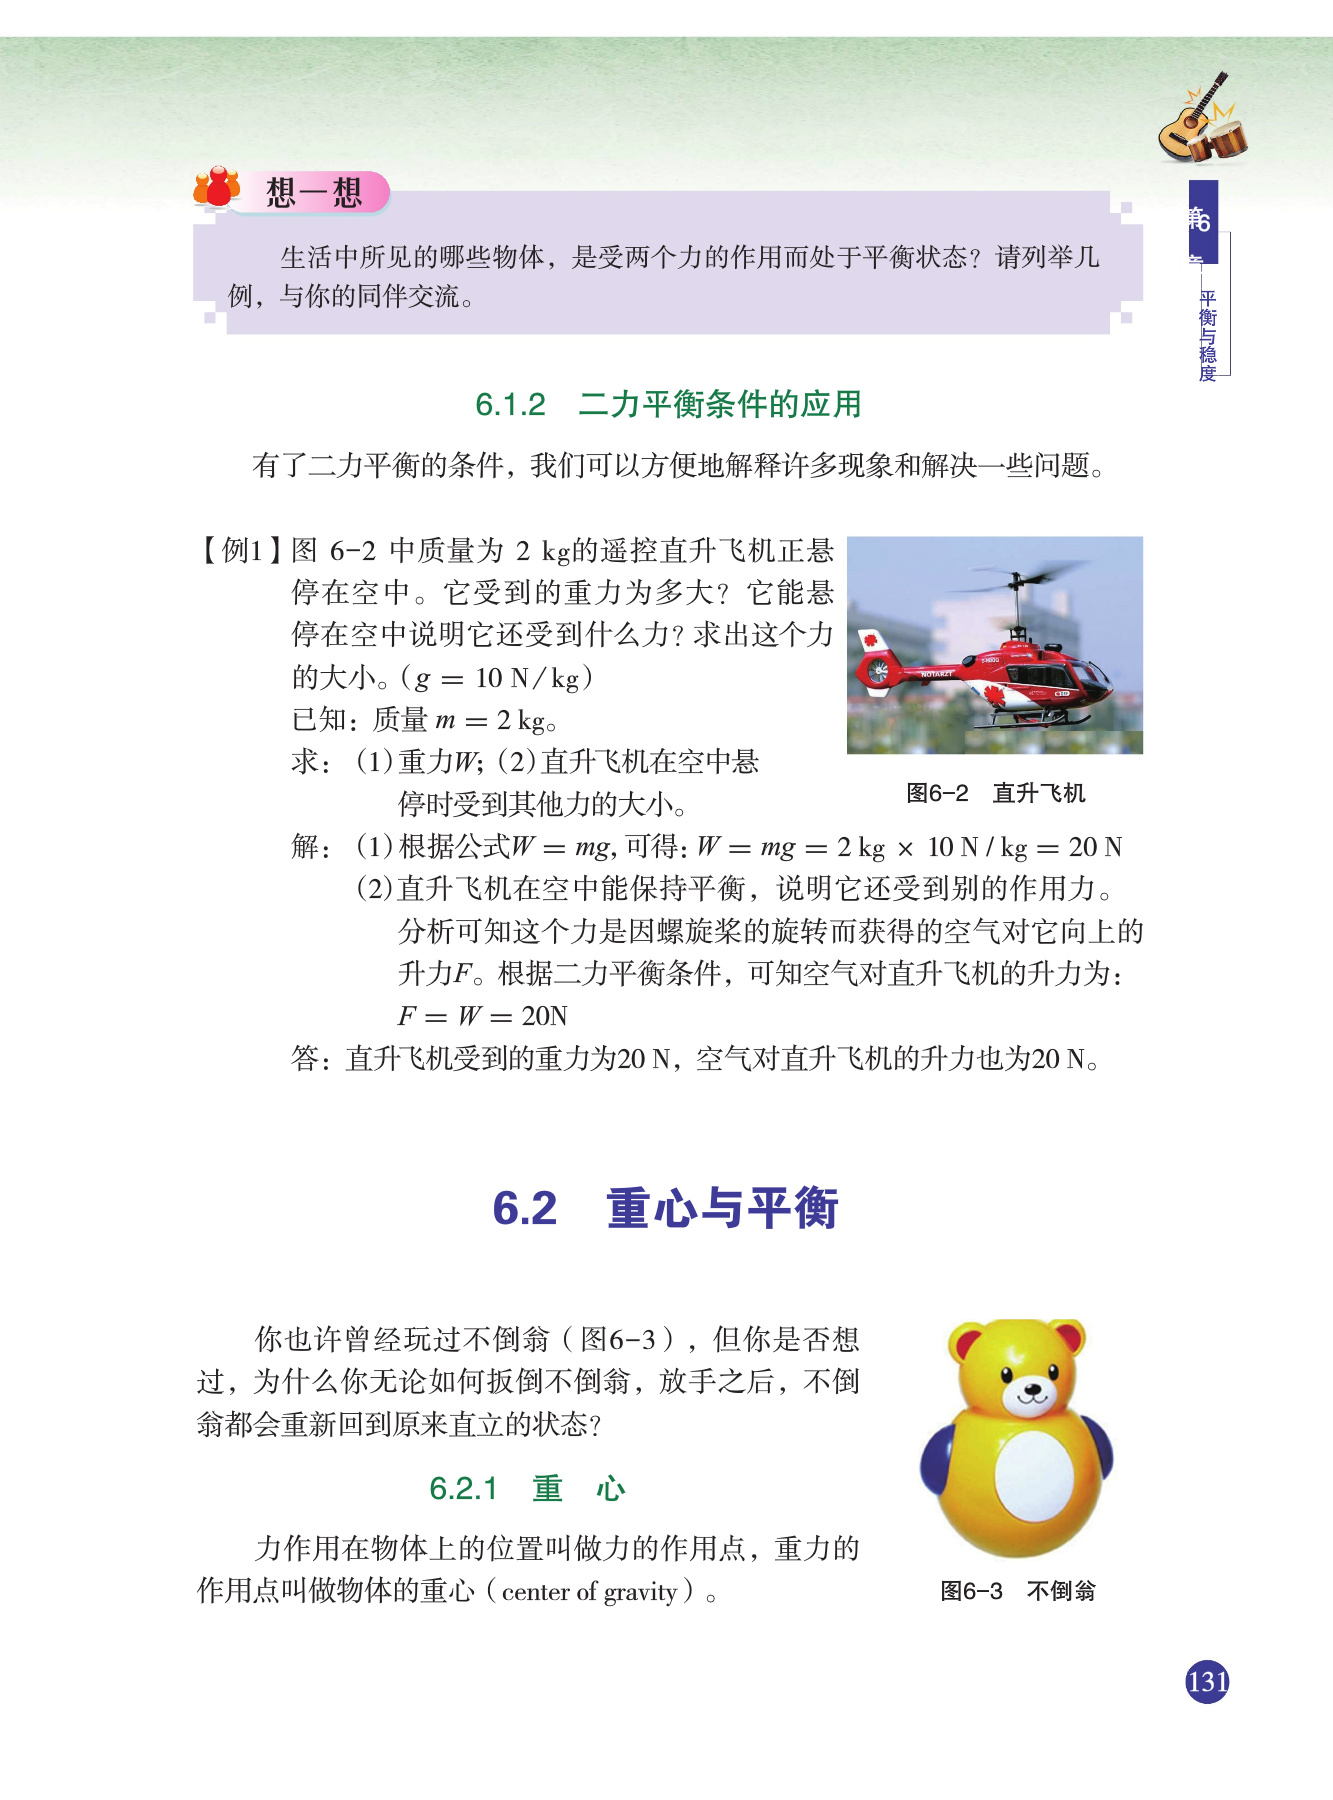 想一想
生活中所见的哪些物体，是受两个力的作用而处于平衡状态？请列举几
例，与你的同伴交流。
第6章
平衡与稳度
6.1.2 二力平衡条件的应用
有了二力平衡的条件，我们可以方便地解释许多现象和解决一些问题。
【例1】图 6-2 中质量为 2 kg的遥控直升飞机正悬
停在空中。它受到的重力为多大？它能悬
停在空中说明它还受到什么力？求出这个力
的大小。（g = 10 N/kg）
已知：质量 m = 2 kg。
求：（1）重力W；（2）直升飞机在空中悬
停时受到其他力的大小。
NOTARZT
图6-2 直升飞机
解：（1）根据公式W = mg, 可得：W = mg = 2 kg × 10 N / kg = 20 N
（2）直升飞机在空中能保持平衡，说明它还受到别的作用力。
分析可知这个力是因螺旋桨的旋转而获得的空气对它向上的
升力F。根据二力平衡条件，可知空气对直升飞机的升力为：
F = W = 20N
答：直升飞机受到的重力为20 N，空气对直升飞机的升力也为20 N。
6.2 重心与平衡
你也许曾经玩过不倒翁（图6-3），但你是否想
过，为什么你无论如何扳倒不倒翁，放手之后，不倒
翁都会重新回到原来直立的状态？
6.2.1 重 心
力作用在物体上的位置叫做力的作用点，重力的
作用点叫做物体的重心（center of gravity）。
图6-3 不倒翁
131